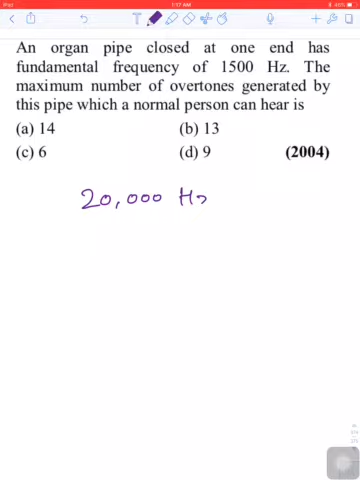 iPad
1:17 AM
An organ pipe closed at one end has
fundamental frequency of 1500 Hz. The
maximum number of overtones generated by
this pipe which a normal person can hear is
(a) 14 (b) 13
(c) 6 (d) 9 (2004)
20,000 Hz